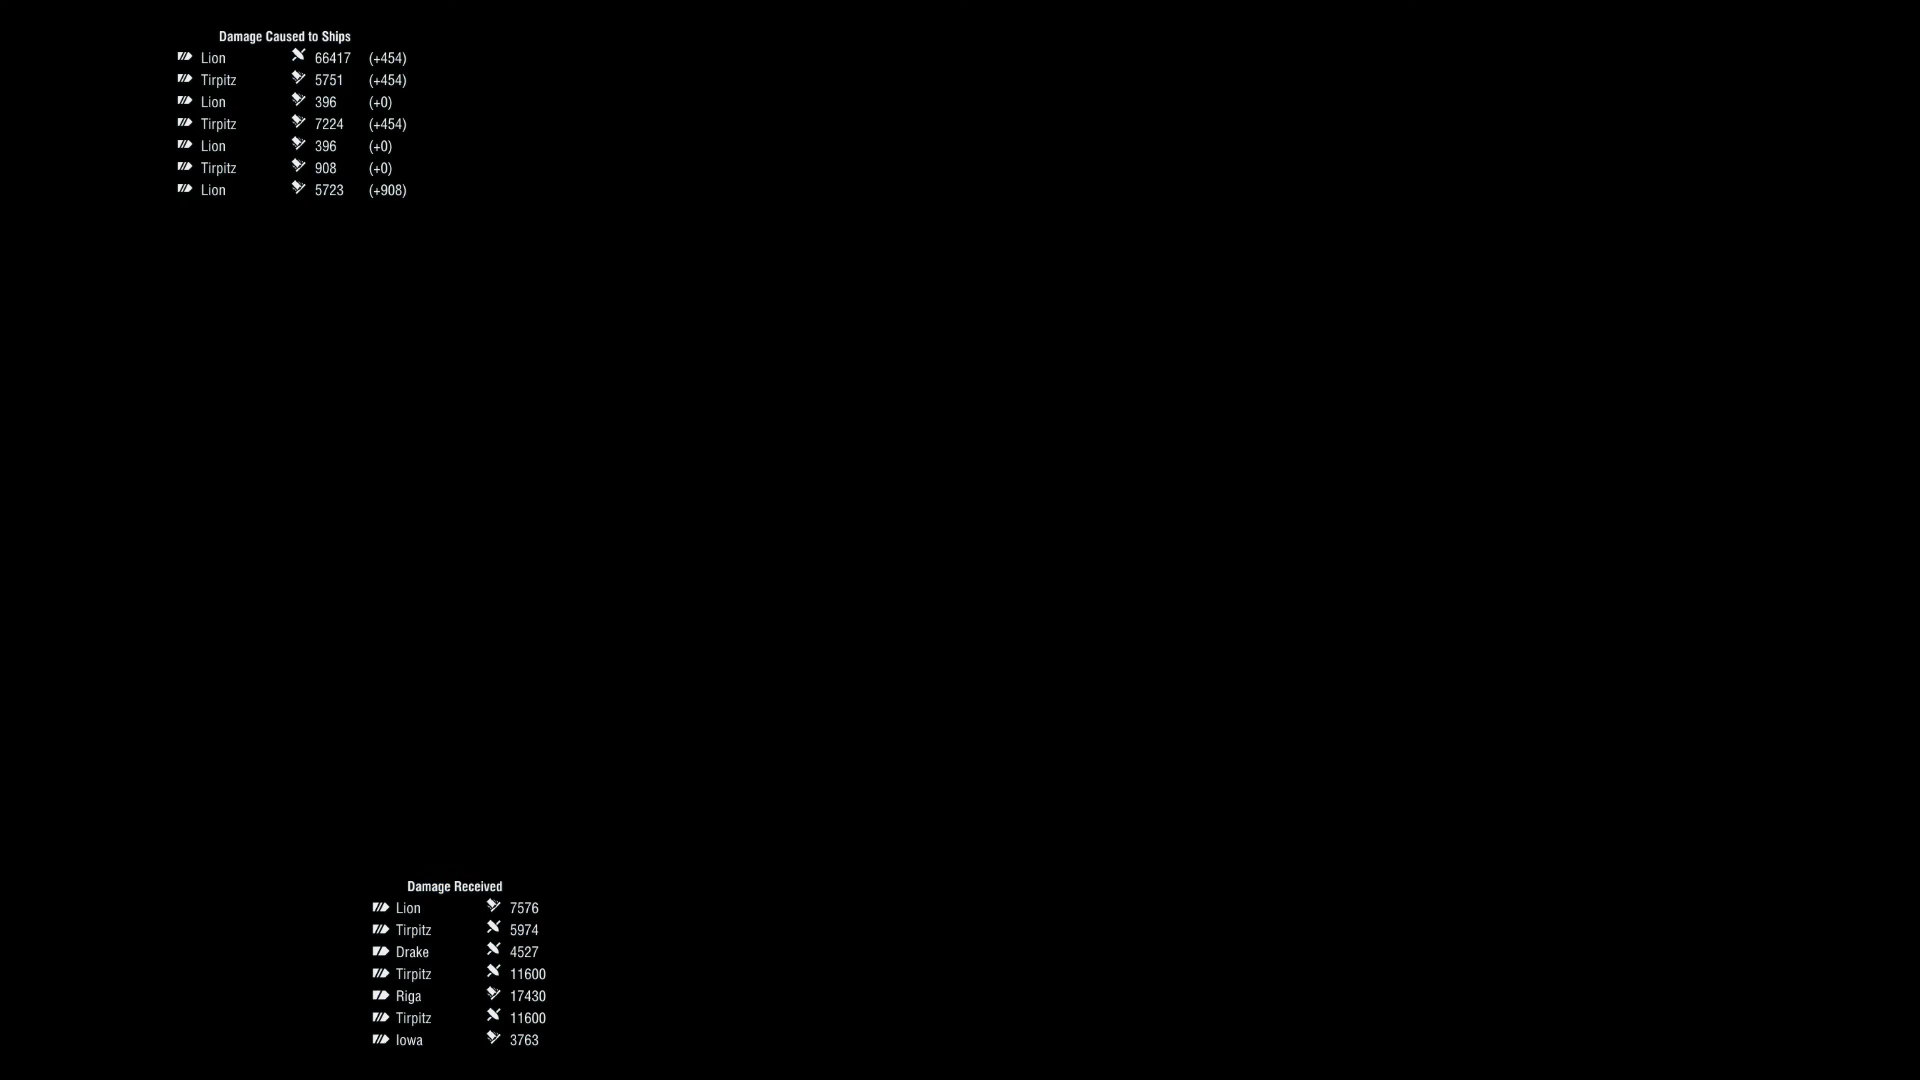 Damage Caused to Ships
Lion 66417 (+454)
Tirpitz 5751 (+454)
Lion 396 (+0)
Tirpitz 7224 (+454)
Lion 396 (+0)
Tirpitz 908 (+0)
Lion 5723 (+908)
Damage Received
Lion 7576
Tirpitz 5974
Drake 4527
Tirpitz 11600
Riga 17430
Tirpitz 11600
Iowa 3763